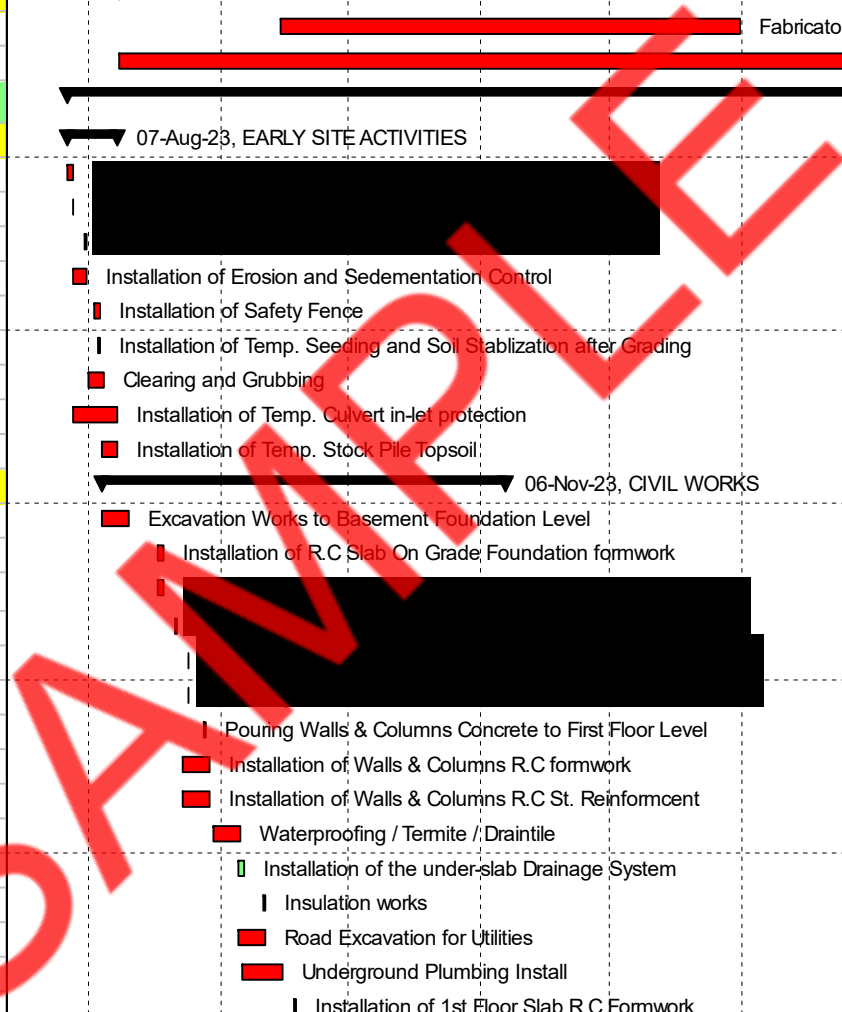 Fabricato
07-Aug-23, EARLY SITE ACTIVITIES
Installation of Erosion and Sedementation Control
Installation of Safety Fence
Installation of Temp. Seeding and Soil Stablization after Grading
Clearing and Grubbing
Installation of Temp. Culvert in-let protection
Installation of Temp. Stock Pile Topsoil
06-Nov-23, CIVIL WORKS
Excavation Works to Basement Foundation Level
Installation of R.C Slab On Grade Foundation formwork
Pouring Walls & Columns Concrete to First Floor Level
Installation of Walls & Columns R.C formwork
Installation of Walls & Columns R.C St. Reinformcent
Waterproofing / Termite / Draintile
Installation of the under-slab Drainage System
Insulation works
Road Excavation for Utilities
Underground Plumbing Install
Installation of 1st Floor Slab R.C Formwork
SAMPLE